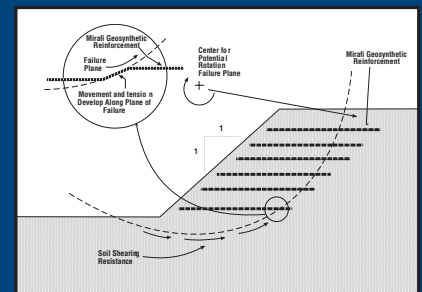 Mirafi Geosynthetic
Reinforcement
Failure
Plane
Movement and tensio n
Develop Along Plane of
Failure
Center for
Potential
Rotation
Failure Plane
Mirafi Geosynthetic
Reinforcement
1
1
Soil Shearing
Resistance